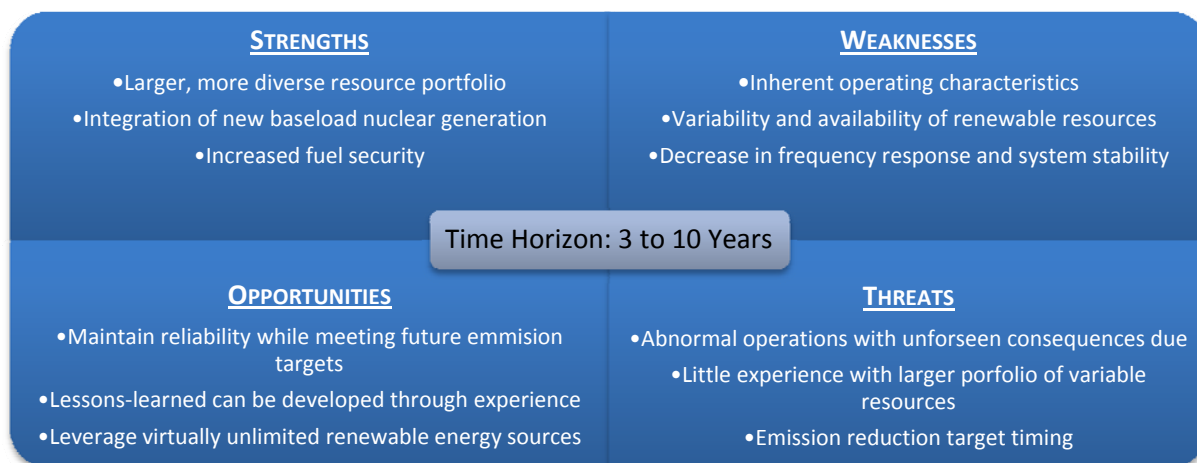 STRENGTHS
•Larger, more diverse resource portfolio
•Integration of new baseload nuclear generation
•Increased fuel security
WEAKNESSES
•Inherent operating characteristics
•Variability and availability of renewable resources
•Decrease in frequency response and system stability
Time Horizon: 3 to 10 Years
OPPORTUNITIES
•Maintain reliability while meeting future emmision
targets
•Lessons-learned can be developed through experience
•Leverage virtually unlimited renewable energy sources
THREATS
•Abnormal operations with unforseen consequences due
•Little experience with larger porfolio of variable
resources
•Emission reduction target timing